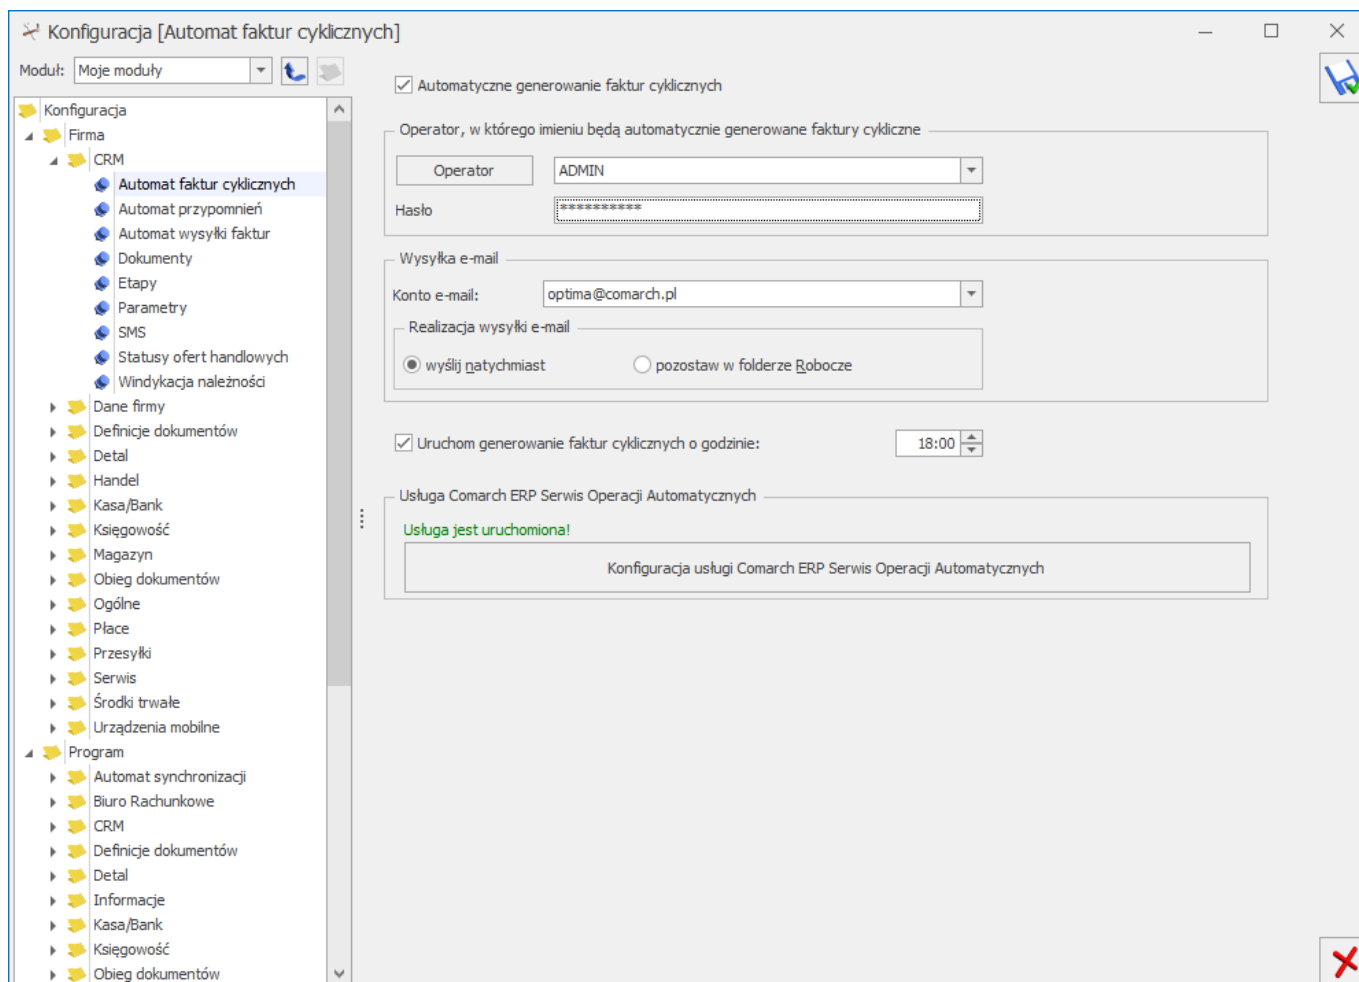 Konfiguracja [Automat faktur cyklicznych]
Moduł: Moje moduły
Konfiguracja
Firma
CRM
Automat faktur cyklicznych
Automat przypomnień
Automat wysyłki faktur
Dokumenty
Etapy
Parametry
SMS
Statusy ofert handlowych
Windykacja należności
Dane firmy
Definicje dokumentów
Detal
Handel
Kasa/Bank
Księgowość
Magazyn
Obieg dokumentów
Ogólne
Płace
Przesyłki
Serwis
Środki trwałe
Urządzenia mobilne
Program
Automat synchronizacji
Biuro Rachunkowe
CRM
Definicje dokumentów
Detal
Informacje
Kasa/Bank
Księgowość
Obieg dokumentów
Automatyczne generowanie faktur cyklicznych
Operator, w którego imieniu będą automatycznie generowane faktury cykliczne
Operator ADMIN
Hasło **********
Wysyłka e-mail
Konto e-mail: optima@comarch.pl
Realizacja wysyłki e-mail
wyślij natychmiast pozostaw w folderze Robocze
Uruchom generowanie faktur cyklicznych o godzinie: 18:00
Usługa Comarch ERP Serwis Operacji Automatycznych
Usługa jest uruchomiona!
Konfiguracja usługi Comarch ERP Serwis Operacji Automatycznych